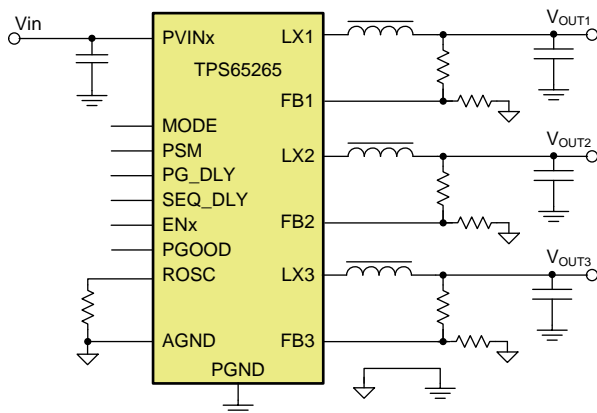 Vin
PVINx
LX1
VOUT1
TPS65265
FB1
MODE
PSM
LX2
VOUT2
PG_DLY
SEQ_DLY
ENx
FB2
PGOOD
ROSC
LX3
VOUT3
AGND
FB3
PGND